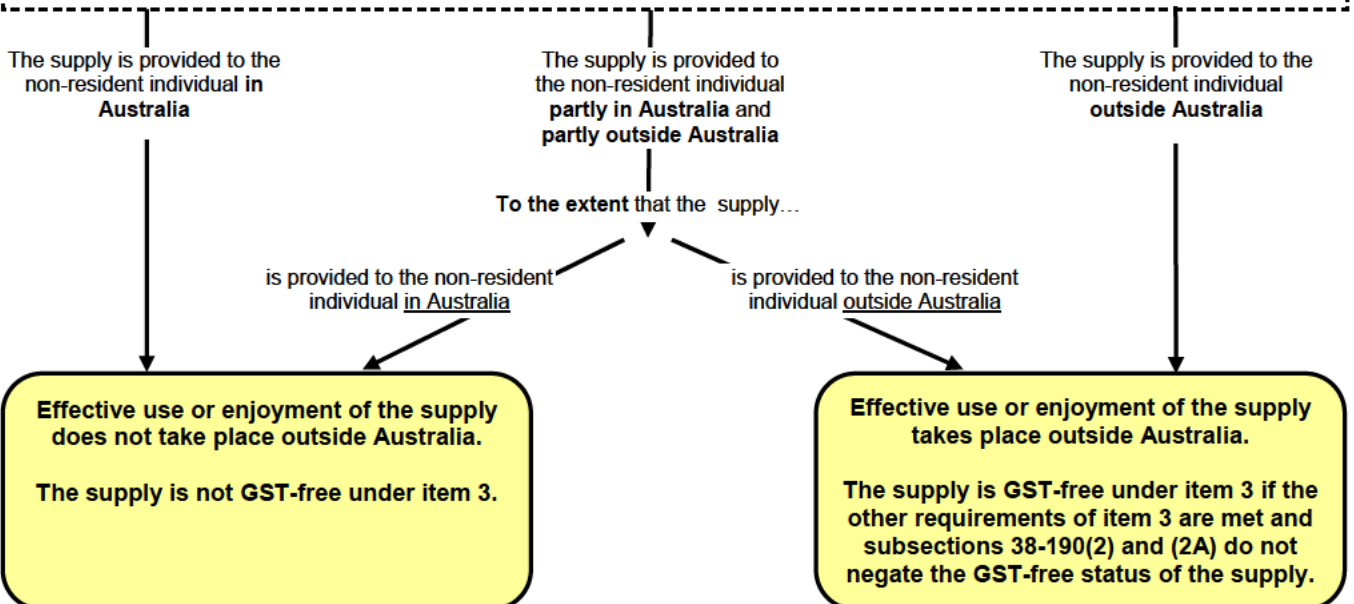 The supply is provided to the
non-resident individual in
Australia
The supply is provided to
the non-resident individual
partly in Australia and
partly outside Australia
The supply is provided to the
non-resident individual
outside Australia
To the extent that the supply…
is provided to the non-resident
individual in Australia
is provided to the non-resident
individual outside Australia
Effective use or enjoyment of the supply
does not take place outside Australia.
The supply is not GST-free under item 3.
Effective use or enjoyment of the supply
takes place outside Australia.
The supply is GST-free under item 3 if the
other requirements of item 3 are met and
subsections 38-190(2) and (2A) do not
negate the GST-free status of the supply.